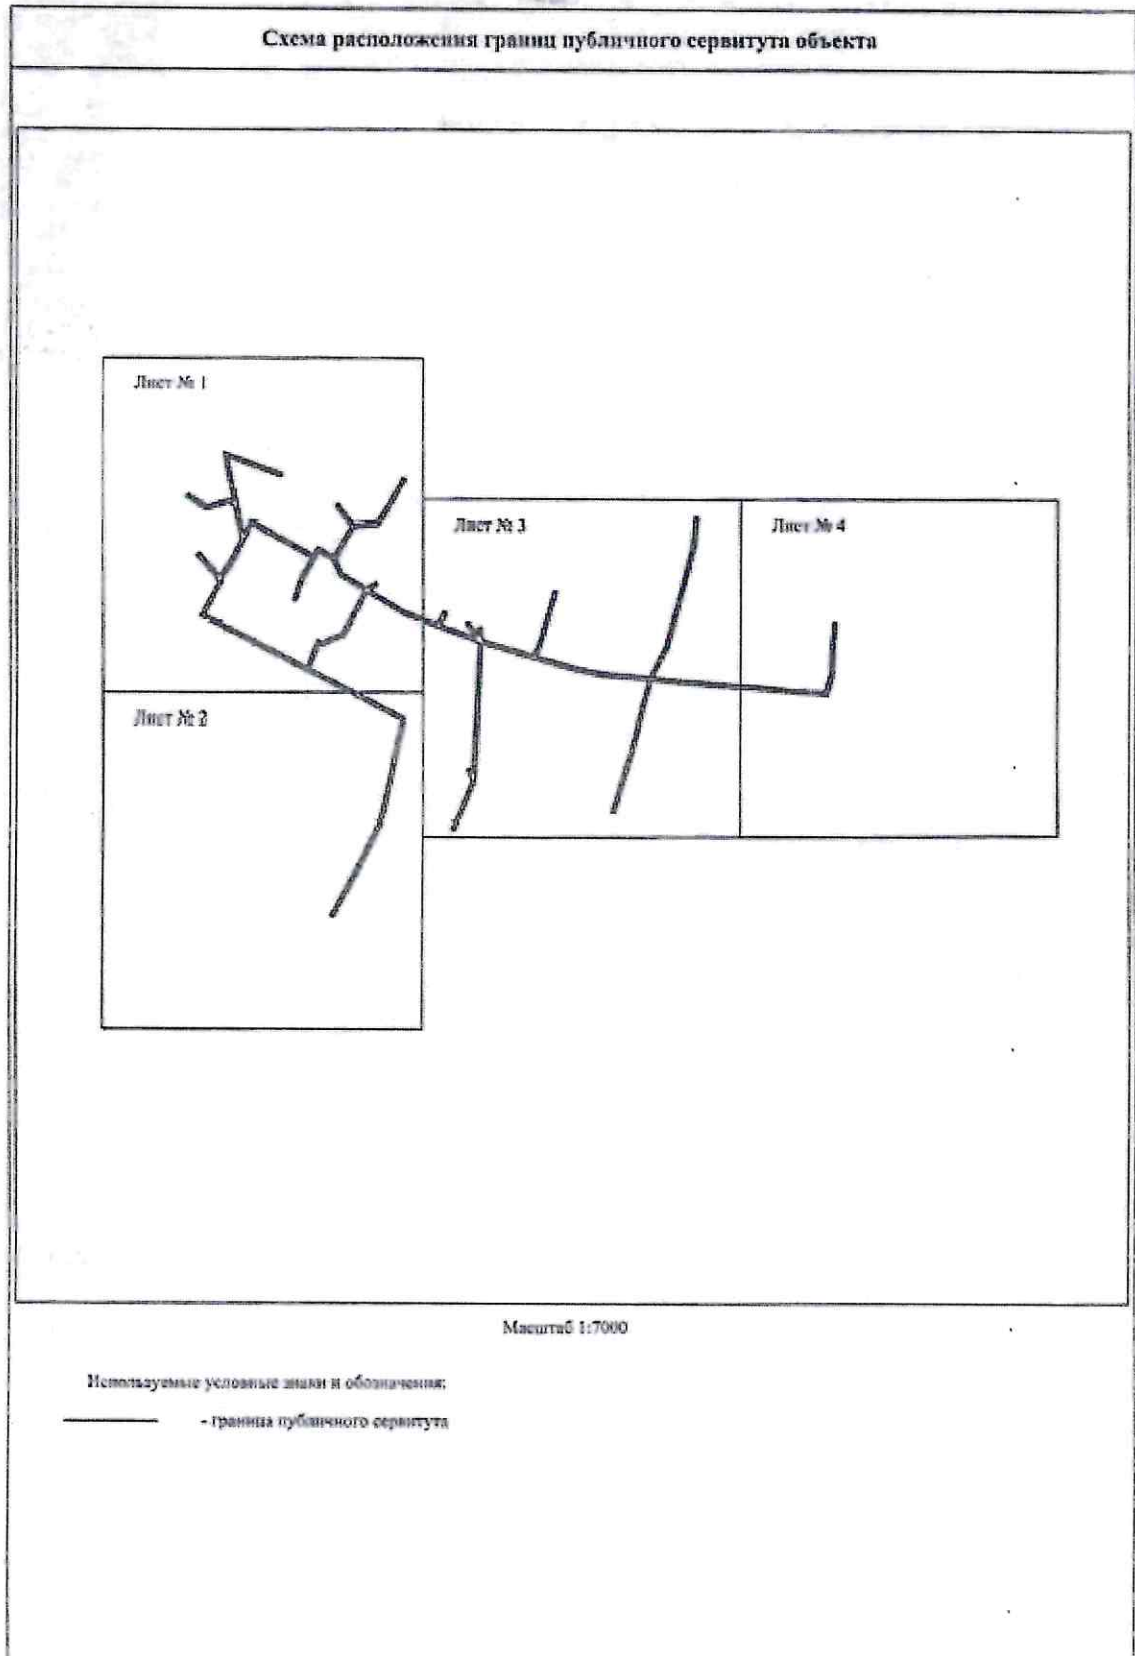 Схема расположения границ публичного сервитута объекта
Лист № 1
Лист № 3
Лист № 4
Лист № 2
Масштаб 1:7000
Используемые условные знаки и обозначения:
- граница публичного сервитута